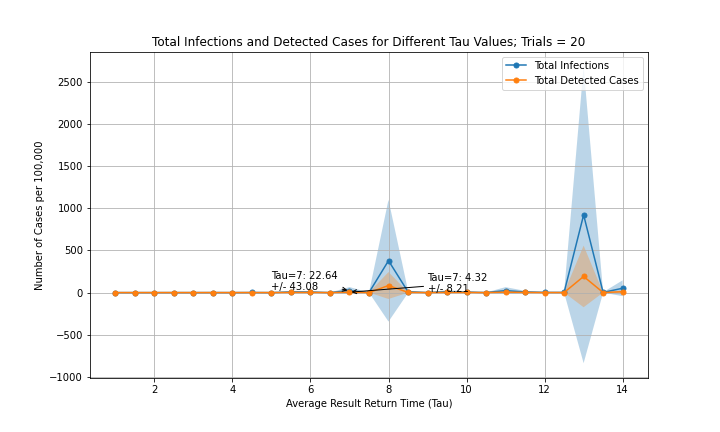 Total Infections and Detected Cases for Different Tau Values; Trials = 20
Total Infections
Total Detected Cases
Number of Cases per 100,000
2500
2000
1500
1000
500
0
−500
−1000
Tau=7: 22.64
+/- 43.08
Tau=7: 4.32
+/- 8.21
2 4 6 8 10 12 14
Average Result Return Time (Tau)